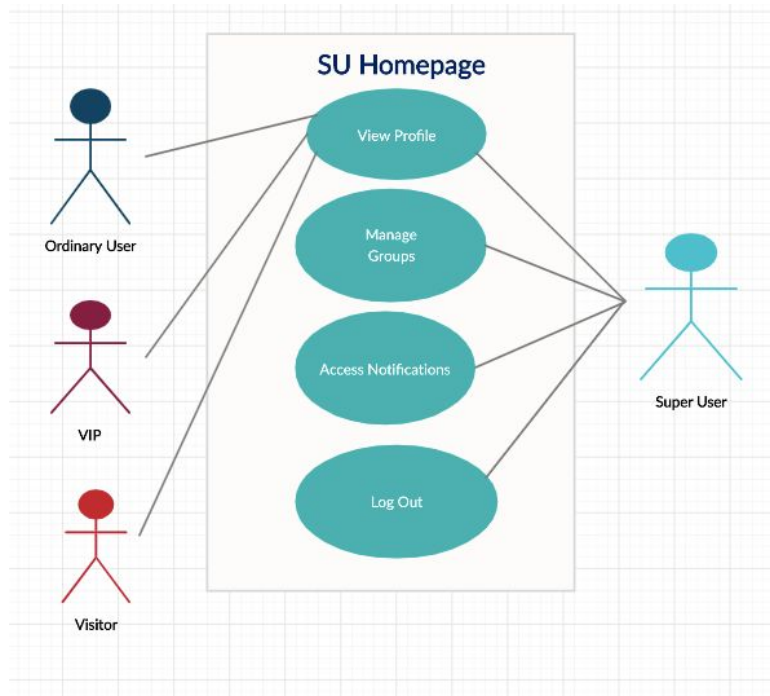 SU Homepage
View Profile
Manage
Groups
Access Notifications
Log Out
Ordinary User
VIP
Visitor
Super User